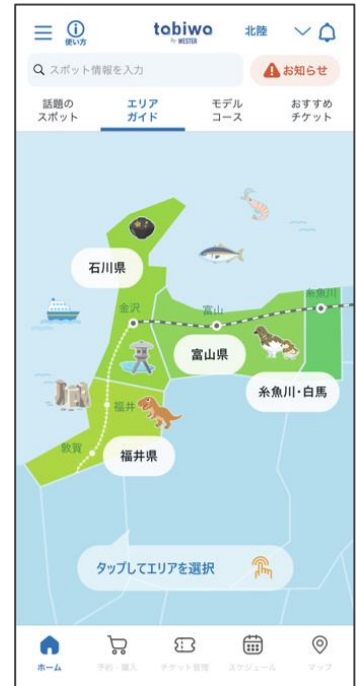 使い方
tabiwa
by WESTER
北陸
スポット情報を入力
お知らせ
話題の
スポット
エリア
ガイド
モデル
コース
おすすめ
チケット
石川県
金沢
富山
糸魚川
富山県
糸魚川・白馬
福井
敦賀
福井県
タップしてエリアを選択
ホーム
予約・購入
チケット管理
スケジュール
マップ